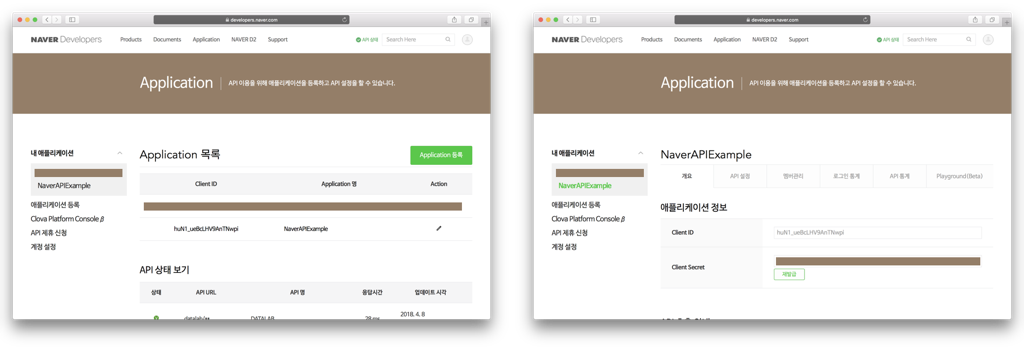 developers.naver.com
NAVER Developers Products Documents Application NAVER D2 Support API 상태 Search Here
Application API 이용을 위해 애플리케이션을 등록하고 API 설정을 할 수 있습니다.
내 애플리케이션
NaverAPIExample
애플리케이션 등록
Clova Platform Console β
API 제휴 신청
계정 설정
Application 목록
Application 등록
Client ID Application 명 Action
huN1_ueBcLHV9AnTNwpi NaverAPIExample
API 상태 보기
상태 API URL API 명 응답시간 업데이트 시각
datalab/** DATALAB 28 ms 2018. 4. 8
developers.naver.com
NAVER Developers Products Documents Application NAVER D2 Support API 상태 Search Here
Application API 이용을 위해 애플리케이션을 등록하고 API 설정을 할 수 있습니다.
내 애플리케이션
NaverAPIExample
애플리케이션 등록
Clova Platform Console β
API 제휴 신청
계정 설정
NaverAPIExample
개요 API 설정 멤버관리 로그인 통계 API 통계 Playground(Beta)
애플리케이션 정보
Client ID huN1_ueBcLHV9AnTNwpi
Client Secret
재발급